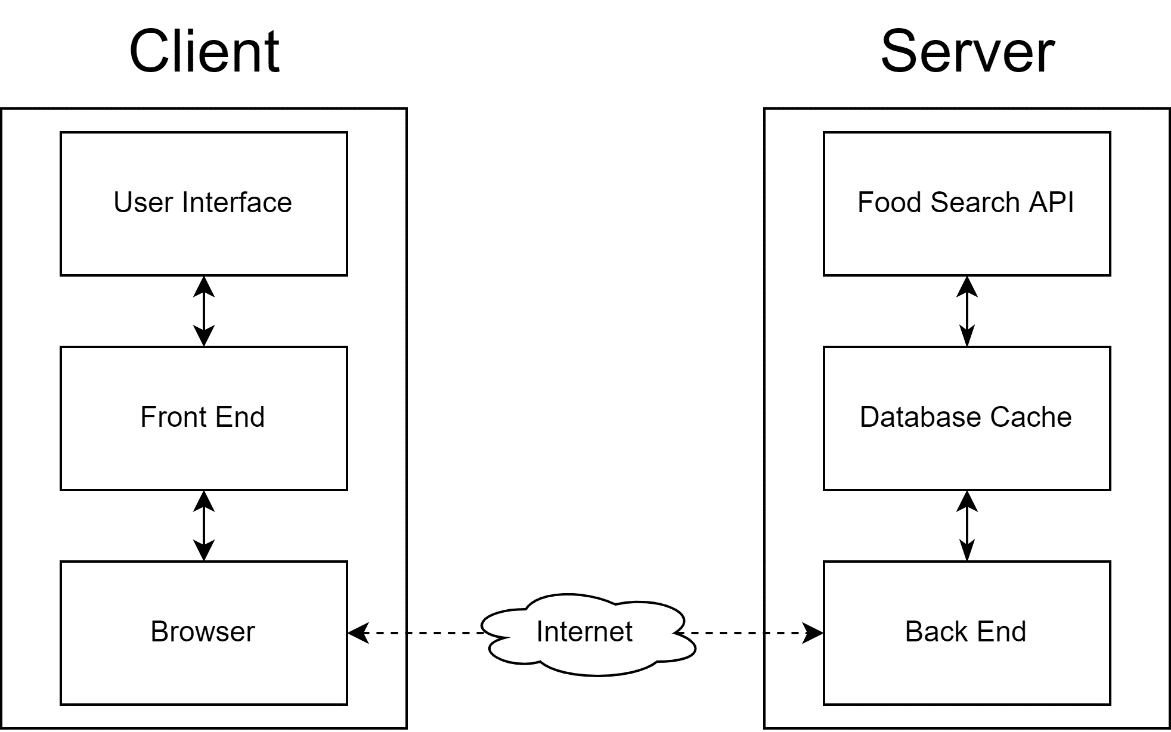 Client
Server
User Interface
Front End
Browser
Internet
Food Search API
Database Cache
Back End